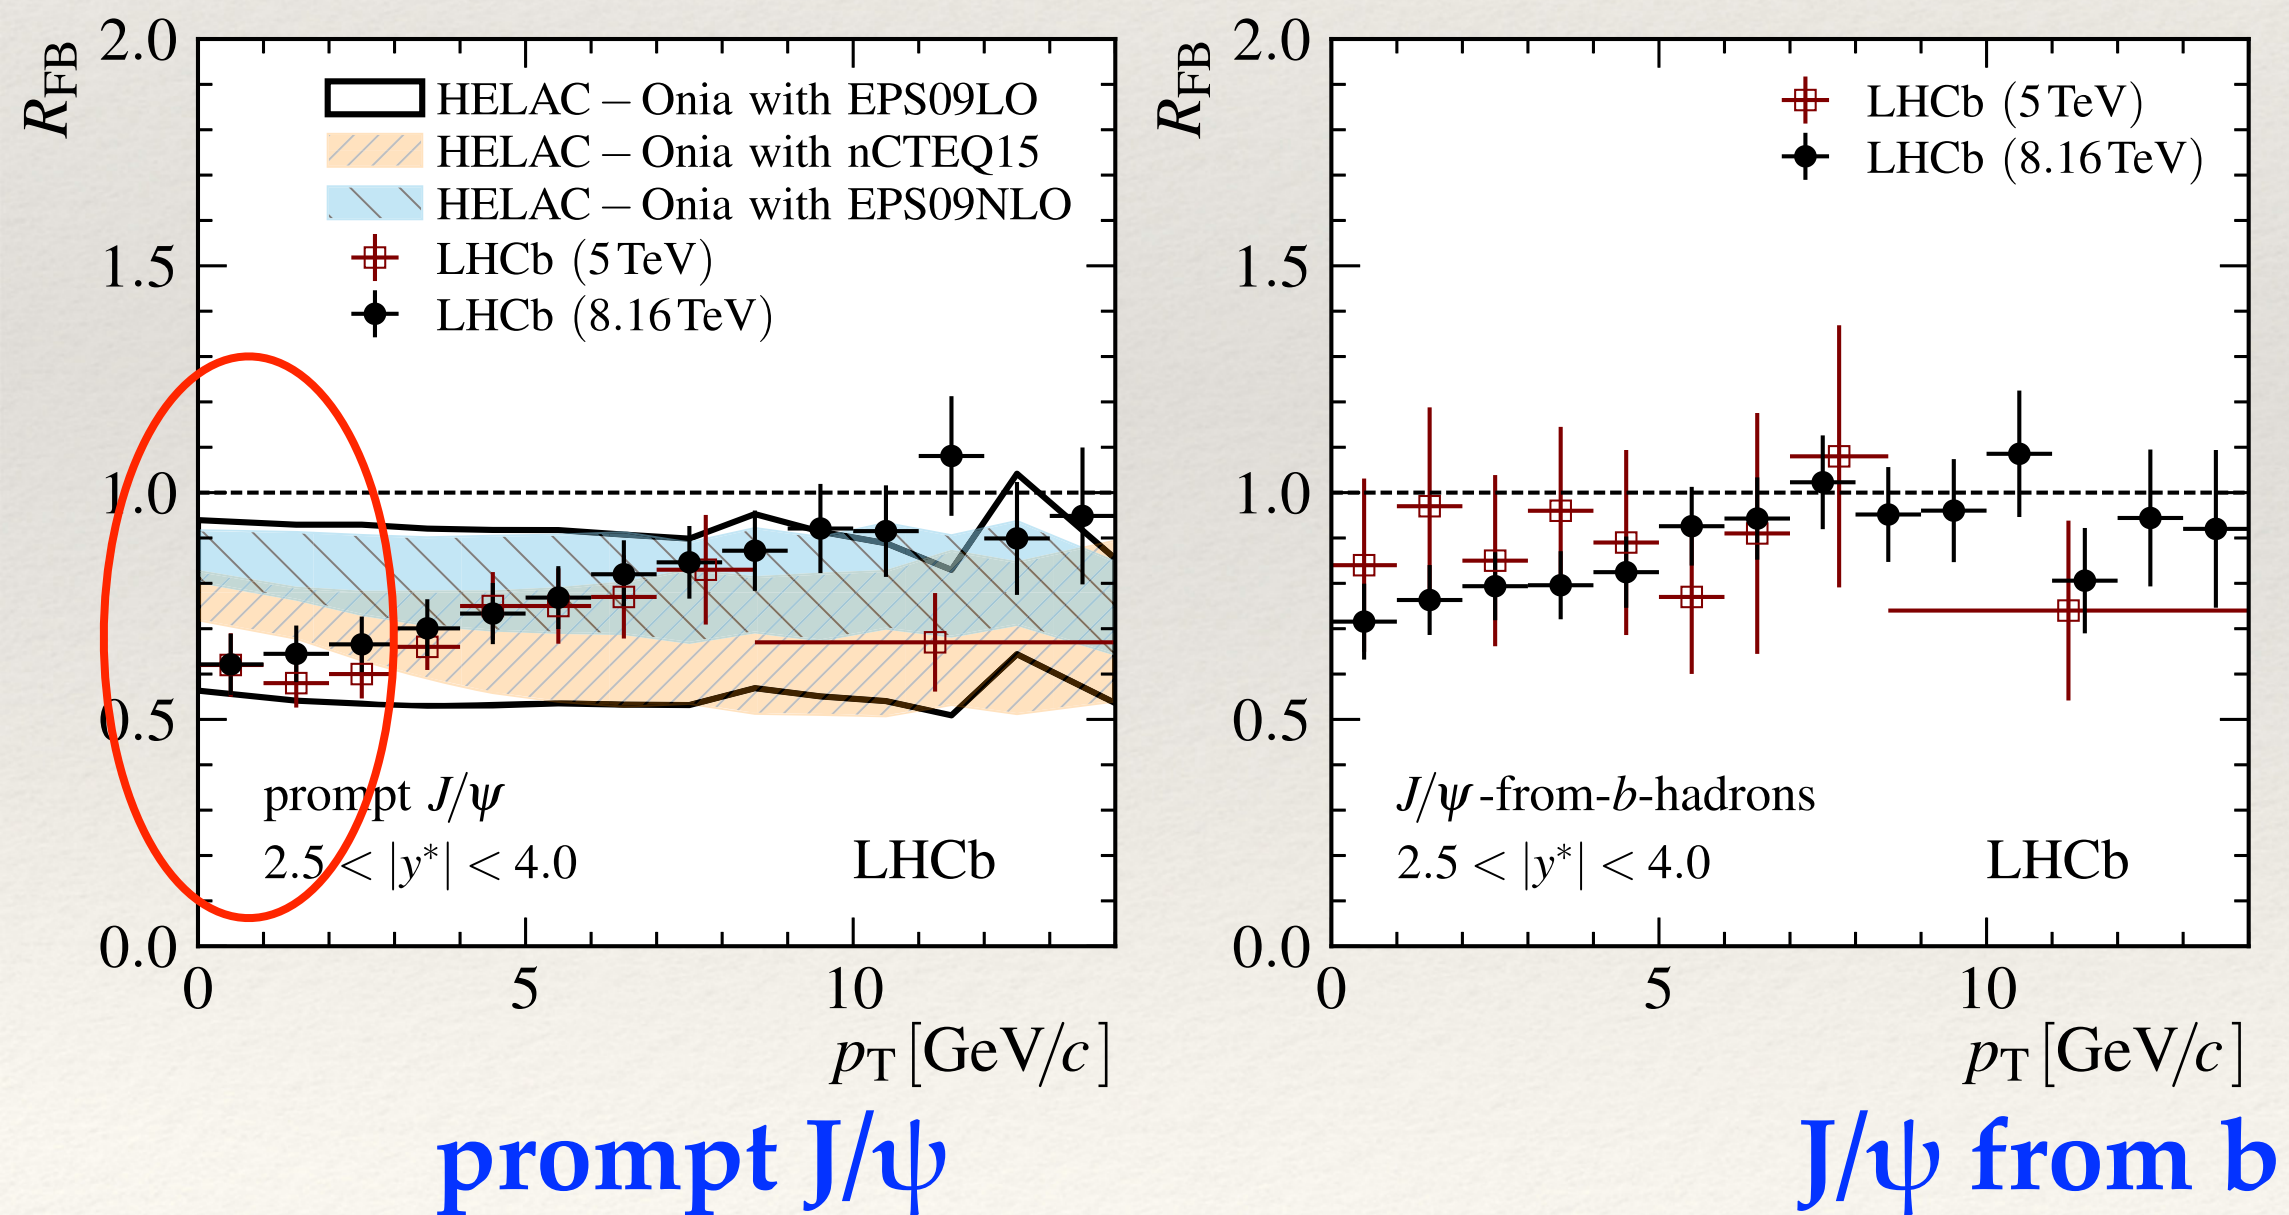 2.0
1.5
1.0
0.5
0.0
R_FB
HELAC – Onia with EPS09LO
HELAC – Onia with nCTEQ15
HELAC – Onia with EPS09NLO
LHCb (5 TeV)
LHCb (8.16 TeV)
prompt J/ψ
2.5 < |y*| < 4.0
LHCb
0 5 10
p_T [GeV/c]
prompt J/ψ
2.0
1.5
1.0
0.5
0.0
R_FB
LHCb (5 TeV)
LHCb (8.16 TeV)
J/ψ-from-b-hadrons
2.5 < |y*| < 4.0
LHCb
0 5 10
p_T [GeV/c]
J/ψ from b